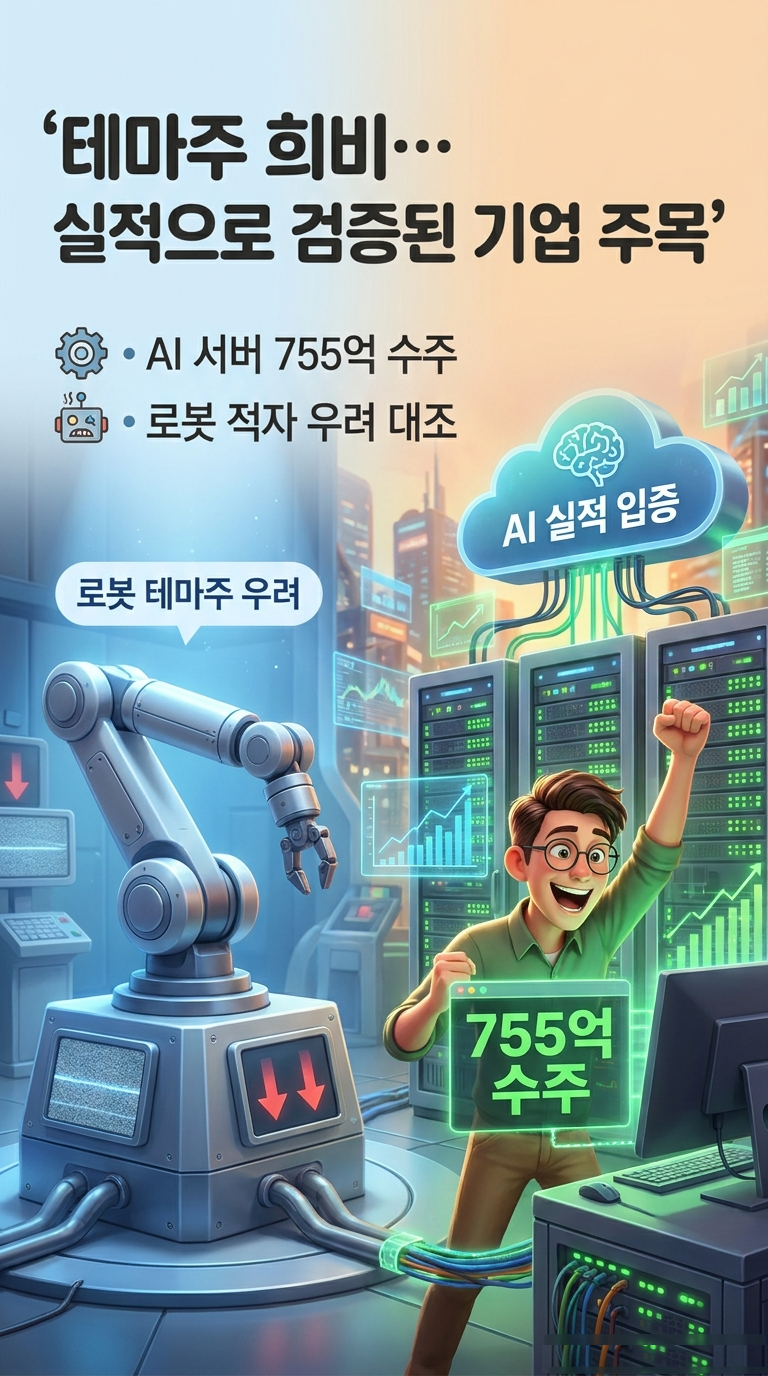 ‘테마주 희비…
실적으로 검증된 기업 주목’
• AI 서버 755억 수주
• 로봇 적자 우려 대조
AI 실적 입증
로봇 테마주 우려
755억
수주